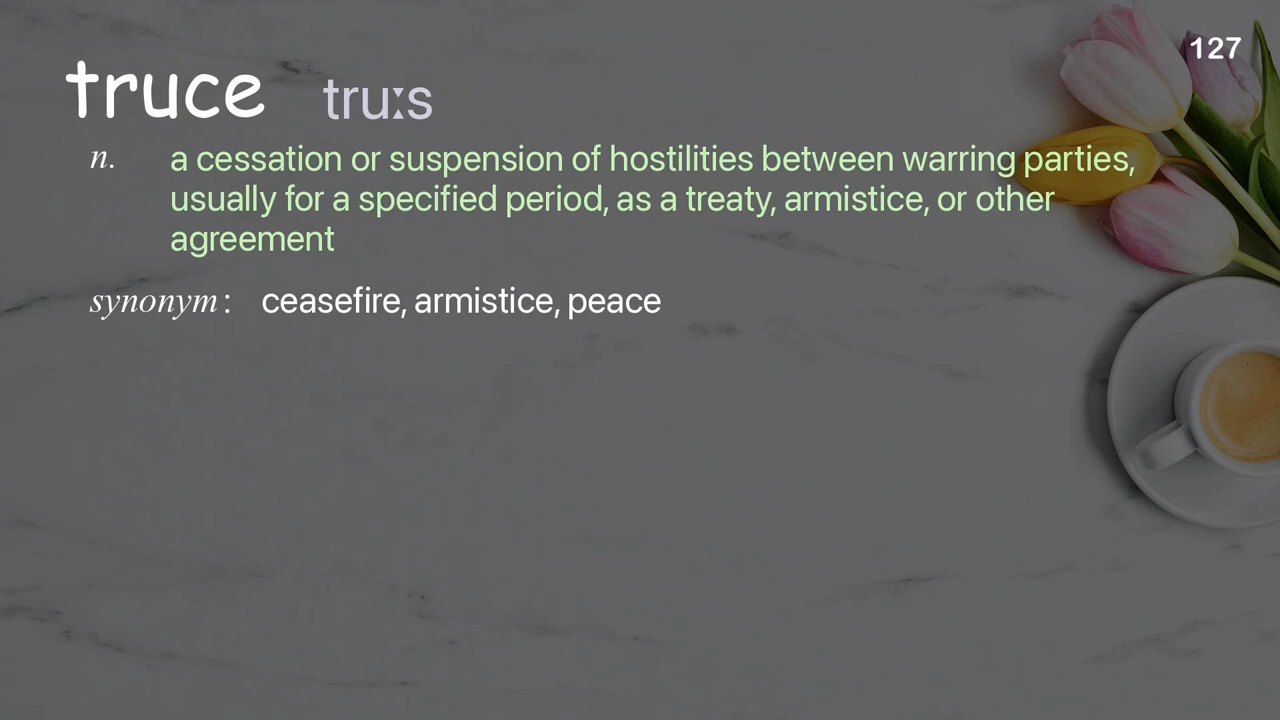 127
truce truːs
n. a cessation or suspension of hostilities between warring parties,
usually for a specified period, as a treaty, armistice, or other
agreement
synonym: ceasefire, armistice, peace